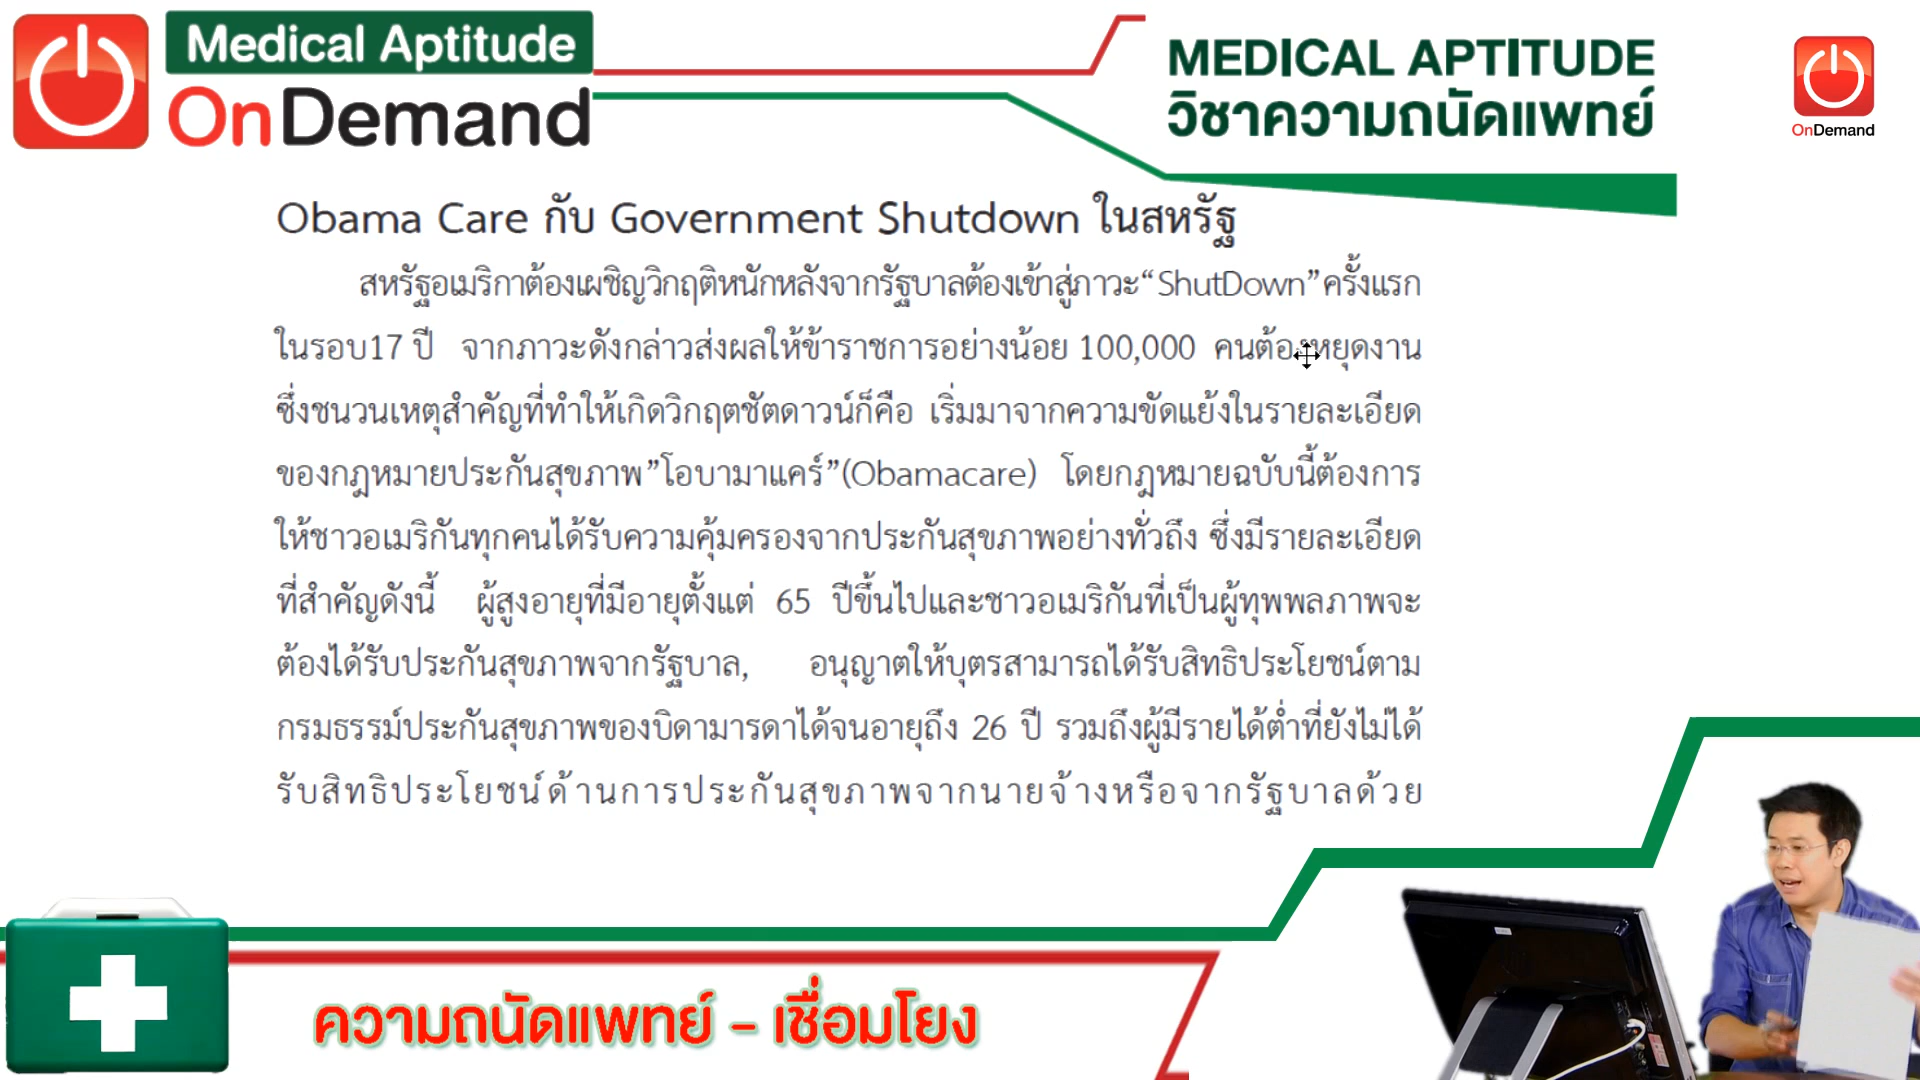 Medical Aptitude
OnDemand
MEDICAL APTITUDE
วิชาความถนัดแพทย์
OnDemand
Obama Care กับ Government Shutdown ในสหรัฐ
สหรัฐอเมริกาต้องเผชิญวิกฤติหนักหลังจากรัฐบาลต้องเข้าสู่ภาวะ“ShutDown”ครั้งแรก
ในรอบ17 ปี จากภาวะดังกล่าวส่งผลให้ข้าราชการอย่างน้อย 100,000 คนต้องหยุดงาน
ซึ่งชนวนเหตุสำคัญที่ทำให้เกิดวิกฤตชัตดาวน์ก็คือ เริ่มมาจากความขัดแย้งในรายละเอียด
ของกฎหมายประกันสุขภาพ”โอบามาแคร์”(Obamacare) โดยกฎหมายฉบับนี้ต้องการ
ให้ชาวอเมริกันทุกคนได้รับความคุ้มครองจากประกันสุขภาพอย่างทั่วถึง ซึ่งมีรายละเอียด
ที่สำคัญดังนี้ ผู้สูงอายุที่มีอายุตั้งแต่ 65 ปีขึ้นไปและชาวอเมริกันที่เป็นผู้ทุพพลภาพจะ
ต้องได้รับประกันสุขภาพจากรัฐบาล, อนุญาตให้บุตรสามารถได้รับสิทธิประโยชน์ตาม
กรมธรรม์ประกันสุขภาพของบิดามารดาได้จนอายุถึง 26 ปี รวมถึงผู้มีรายได้ต่ำที่ยังไม่ได้
รับสิทธิประโยชน์ด้านการประกันสุขภาพจากนายจ้างหรือจากรัฐบาลด้วย
ความถนัดแพทย์ - เชื่อมโยง